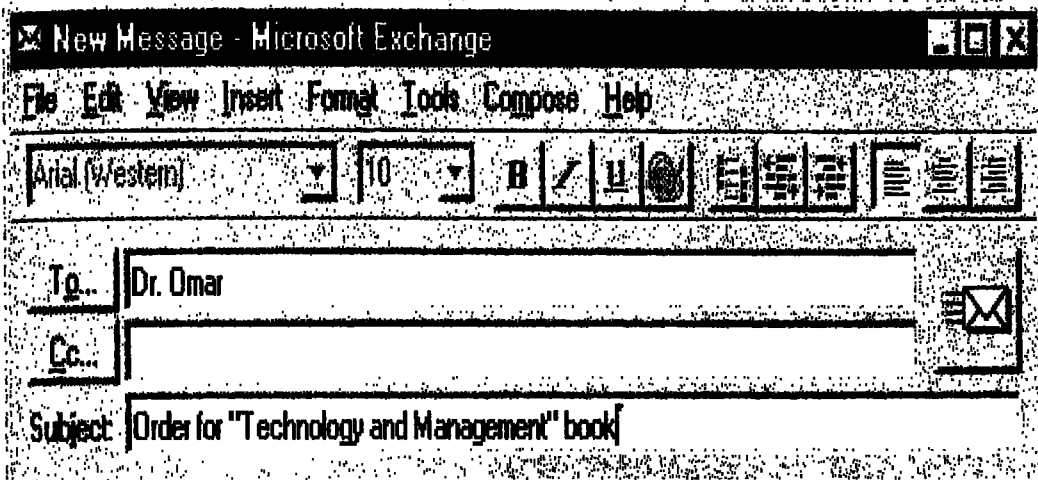 New Message - Microsoft Exchange
File Edit View Insert Format Tools Compose Help
Arial (Western) 10 B I U
To... Dr. Omar
Cc...
Subject: Order for "Technology and Management" book